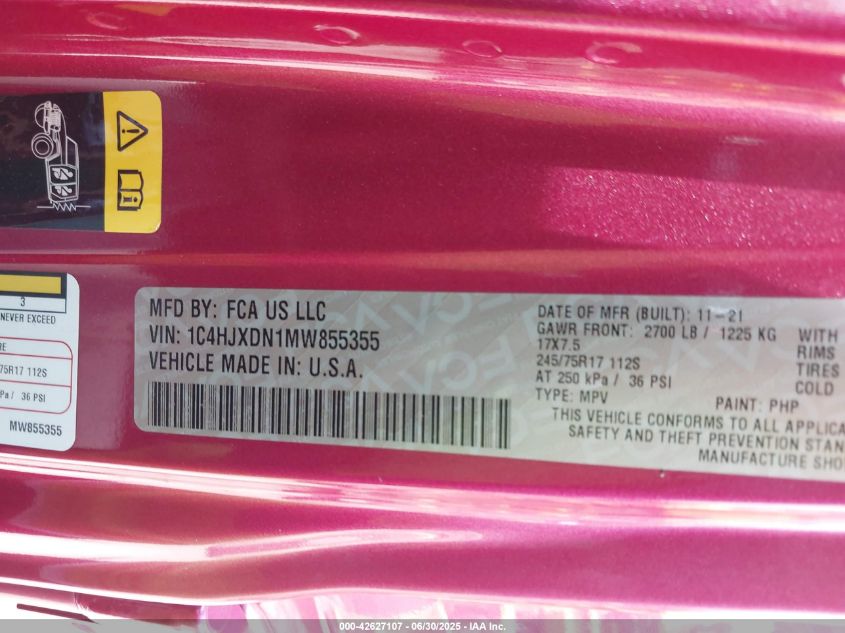 3
NEVER EXCEED
RE
75R17 112S
Pa / 36 PSI
MW855355
MFD BY: FCA US LLC
VIN: 1C4HJXDN1MW855355
VEHICLE MADE IN: U.S.A.
DATE OF MFR (BUILT): 11-21
GAWR FRONT: 2700 LB / 1225 KG WITH
17X7.5 RIMS
245/75R17 112S TIRES
AT 250 kPa / 36 PSI COLD
TYPE: MPV PAINT: PHP
THIS VEHICLE CONFORMS TO ALL APPLICA
SAFETY AND THEFT PREVENTION STAN
MANUFACTURE SHO
000-42627107 - 06/30/2025 - IAA Inc.